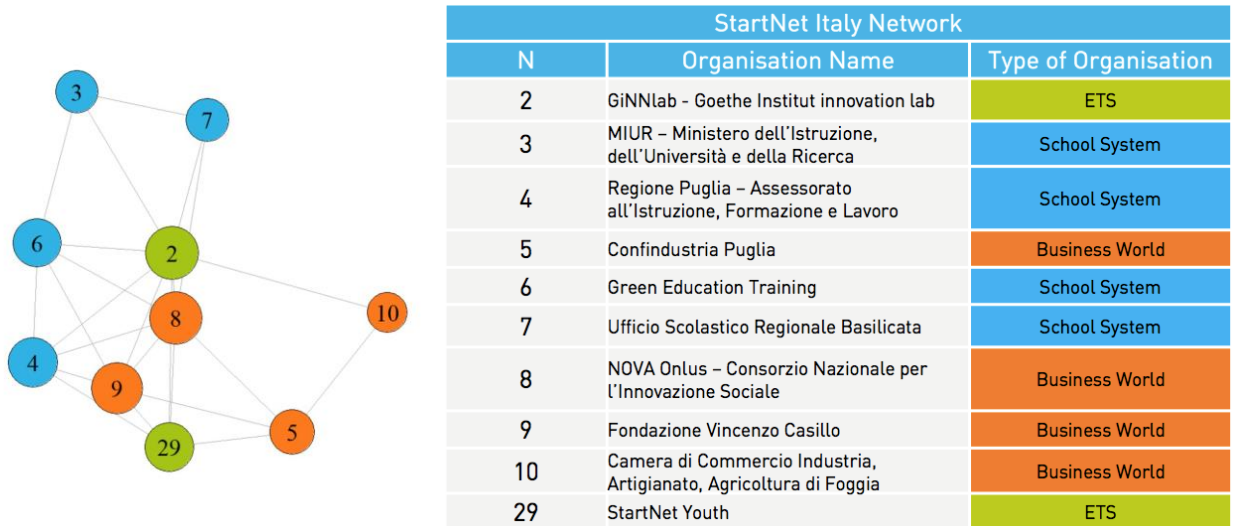 3
7
6
2
8
10
4
9
29
5
StartNet Italy Network
N Organisation Name Type of Organisation
2 GiNNlab - Goethe Institut innovation lab ETS
3 MIUR – Ministero dell'Istruzione,
dell'Università e della Ricerca School System
4 Regione Puglia – Assessorato
all'Istruzione, Formazione e Lavoro School System
5 Confindustria Puglia Business World
6 Green Education Training School System
7 Ufficio Scolastico Regionale Basilicata School System
8 NOVA Onlus – Consorzio Nazionale per
l'Innovazione Sociale Business World
9 Fondazione Vincenzo Casillo Business World
10 Camera di Commercio Industria,
Artigianato, Agricoltura di Foggia Business World
29 StartNet Youth ETS